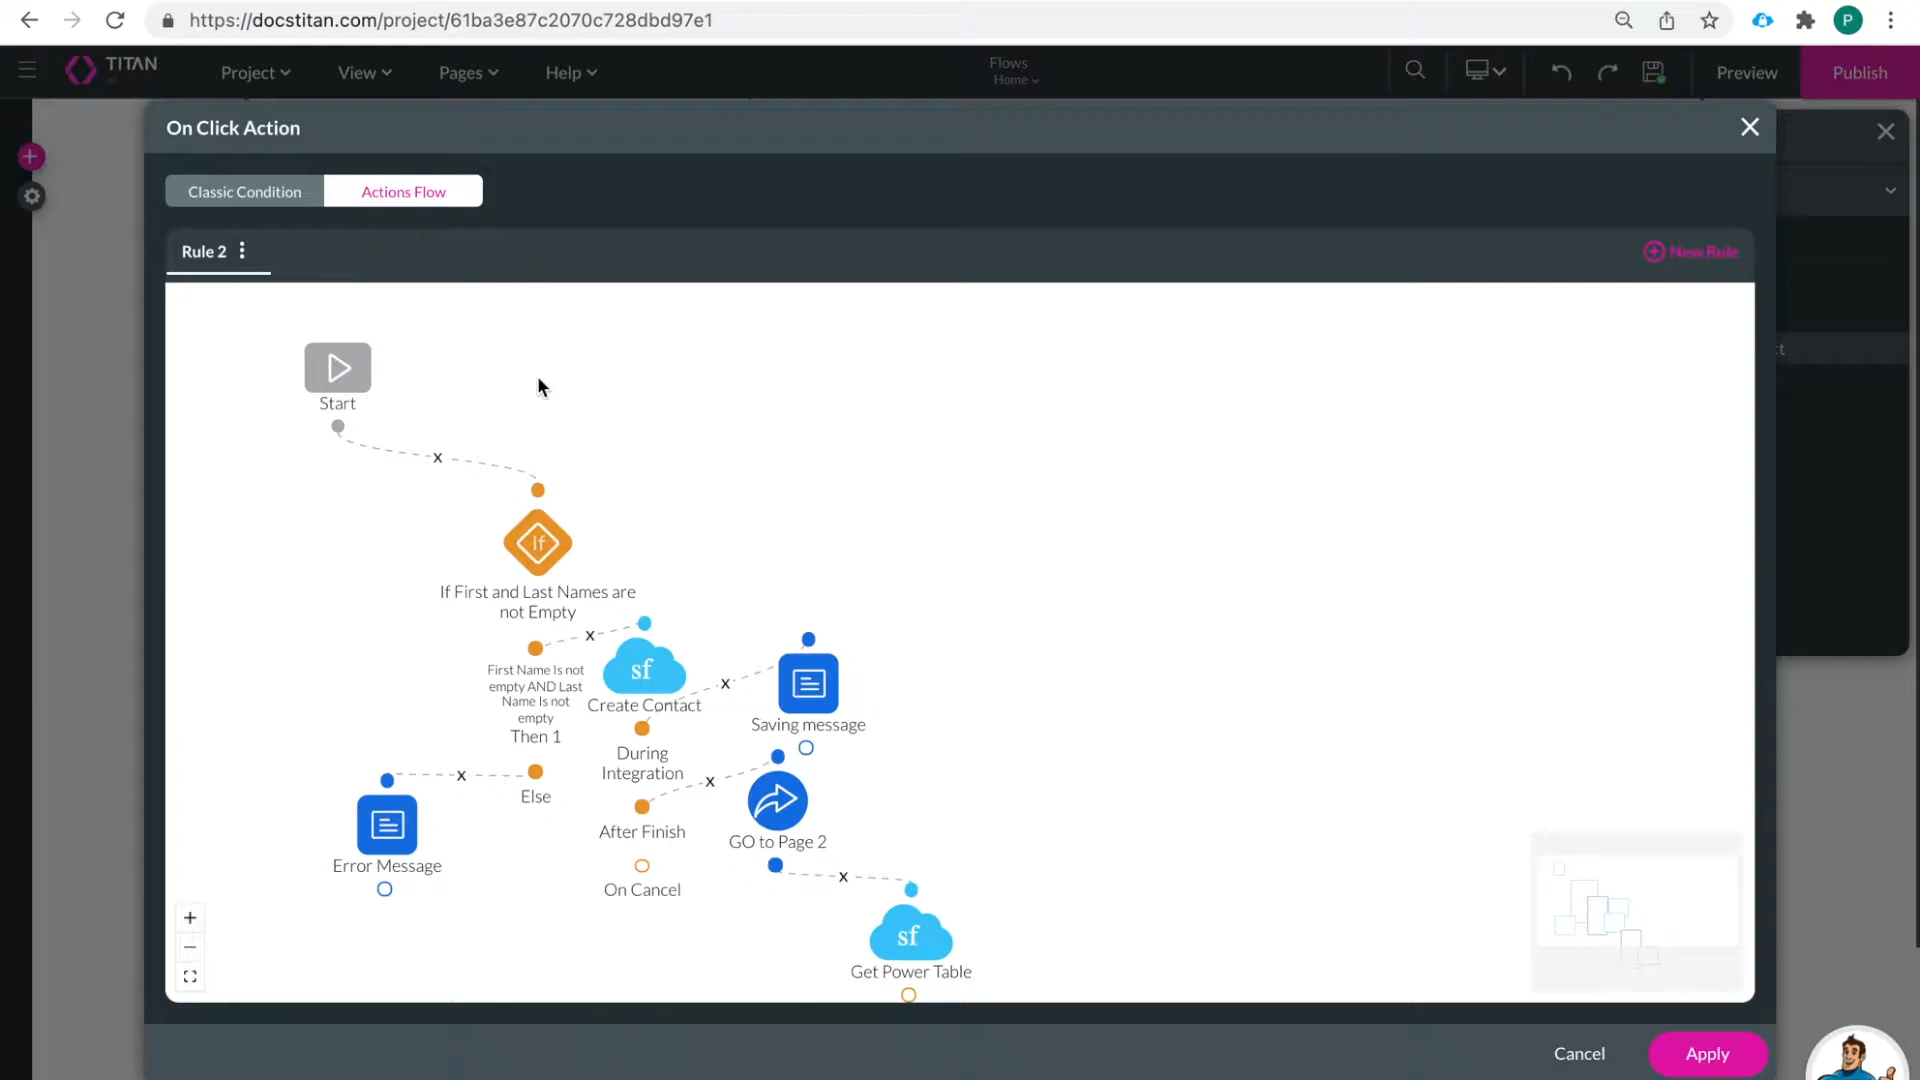 https://docstitan.com/project/61ba3e87c2070c728dbd97e1
P
TITAN
Project
View
Pages
Help
Flows
Home
Preview
Publish
On Click Action
Classic Condition
Actions Flow
Rule 2
New Rule
Start
x
If
If First and Last Names are
not Empty
x
First Name Is not
empty AND Last
Name Is not
empty
Then 1
sf
Create Contact
x
Saving message
During
Integration
x
Else
x
Error Message
After Finish
GO to Page 2
On Cancel
x
sf
Get Power Table
Cancel
Apply